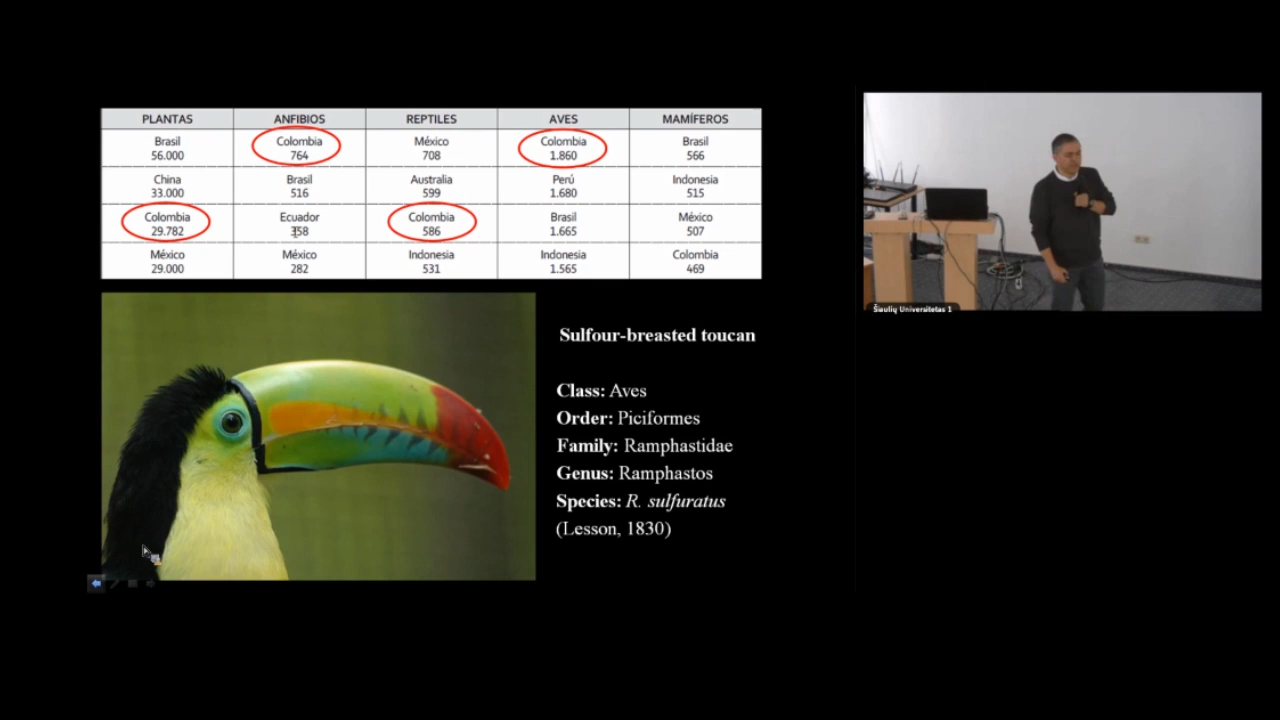 PLANTAS ANFIBIOS REPTILES AVES MAMÍFEROS
Brasil Colombia México Colombia Brasil
56.000 764 708 1.860 566
China Brasil Australia Perú Indonesia
33.000 516 599 1.680 515
Colombia Ecuador Colombia Brasil México
29.782 358 586 1.665 507
México México Indonesia Indonesia Colombia
29.000 282 531 1.565 469
Sulfour-breasted toucan
Class: Aves
Order: Piciformes
Family: Ramphastidae
Genus: Ramphastos
Species: R. sulfuratus
(Lesson, 1830)
Šiaulių Universitetas 1